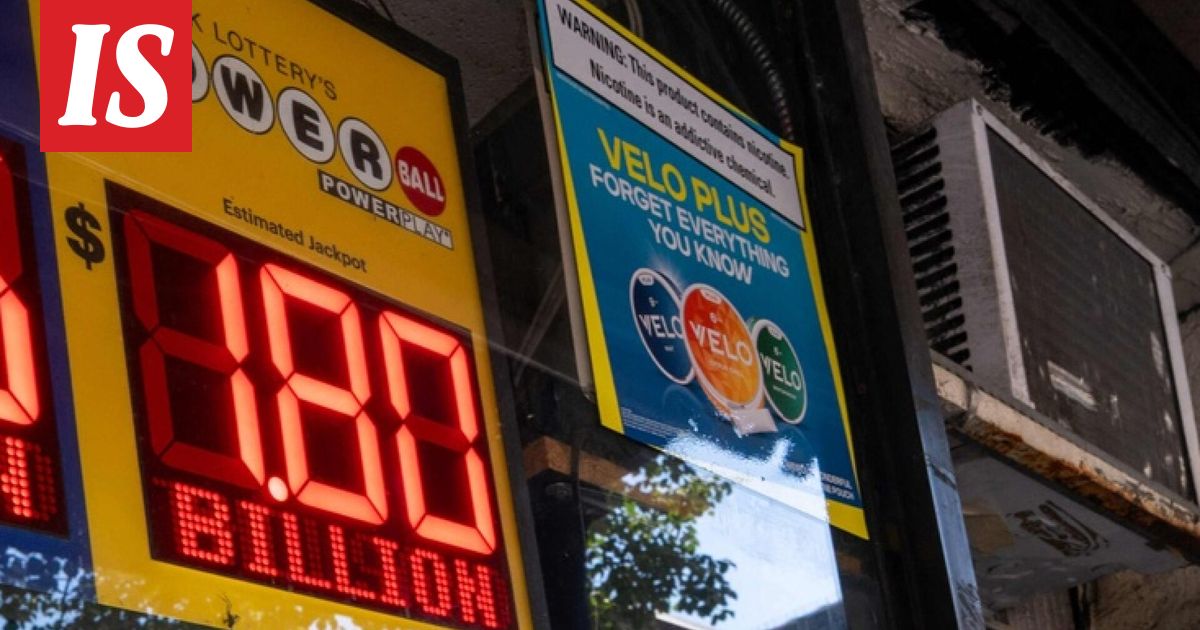 IS
K LOTTERY'S
OWER BALL
POWERPLAY
$
Estimated Jackpot
1.80
BILLION
N
WARNING: This product contains nicotine.
Nicotine is an addictive chemical.
VELO PLUS
FORGET EVERYTHING
YOU KNOW
VELO
VELO
VELO